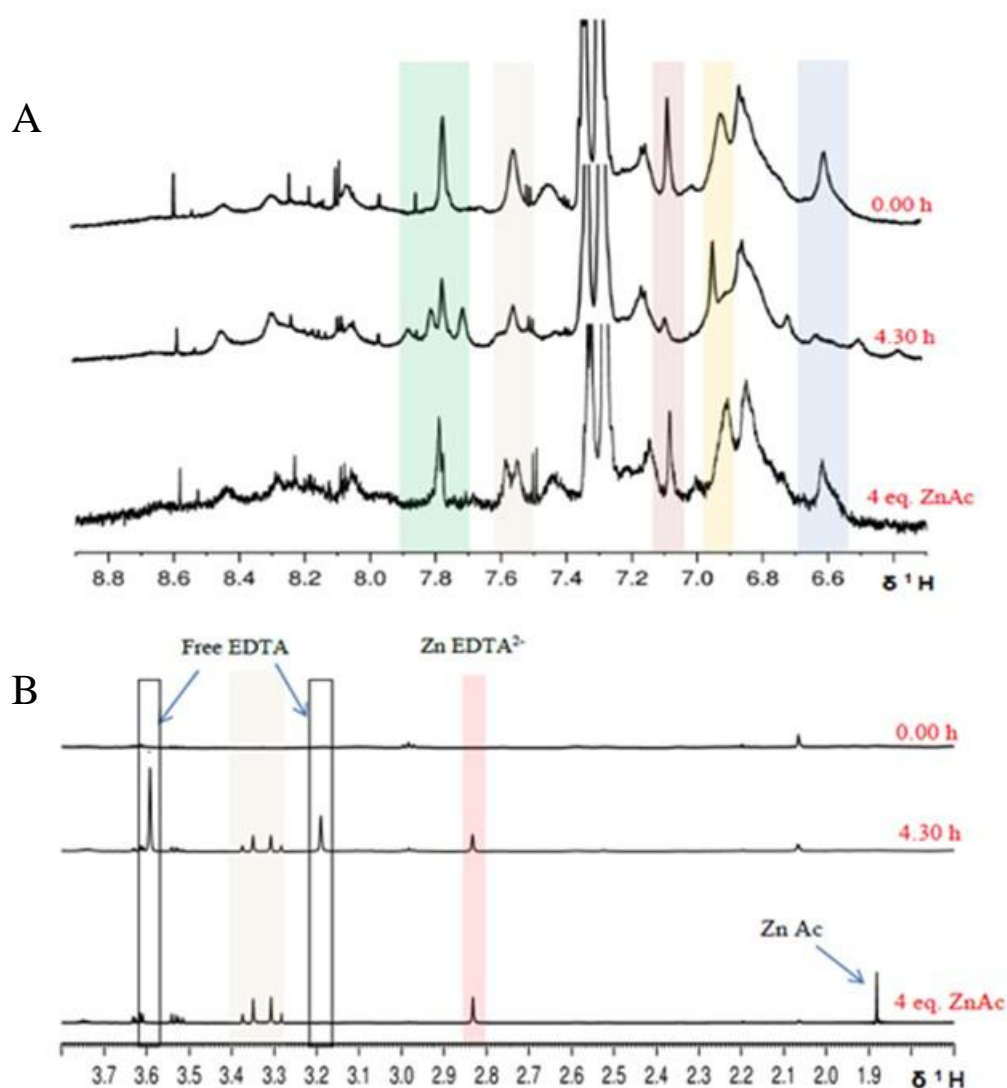 A
0.00 h
4.30 h
4 eq. ZnAc
8.8 8.6 8.4 8.2 8.0 7.8 7.6 7.4 7.2 7.0 6.8 6.6 δ ¹H
Free EDTA Zn EDTA²⁻
B
0.00 h
4.30 h
Zn Ac
4 eq. ZnAc
3.7 3.6 3.5 3.4 3.3 3.2 3.1 3.0 2.9 2.8 2.7 2.6 2.5 2.4 2.3 2.2 2.1 2.0 1.9 δ ¹H